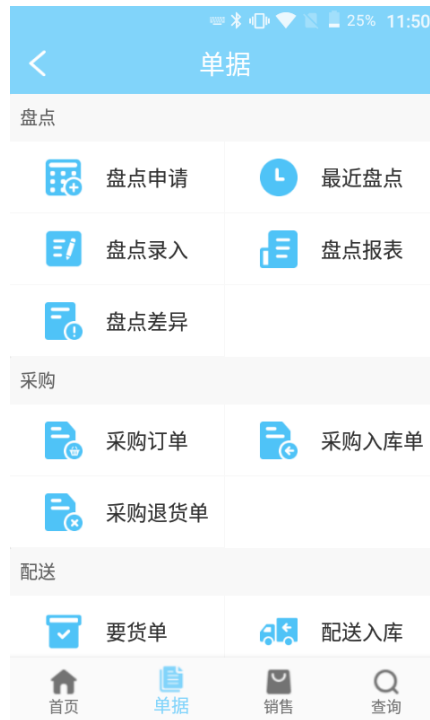 25% 11:50
单据
盘点
盘点申请 最近盘点
盘点录入 盘点报表
盘点差异
采购
采购订单 采购入库单
采购退货单
配送
要货单 配送入库
首页 单据 销售 查询